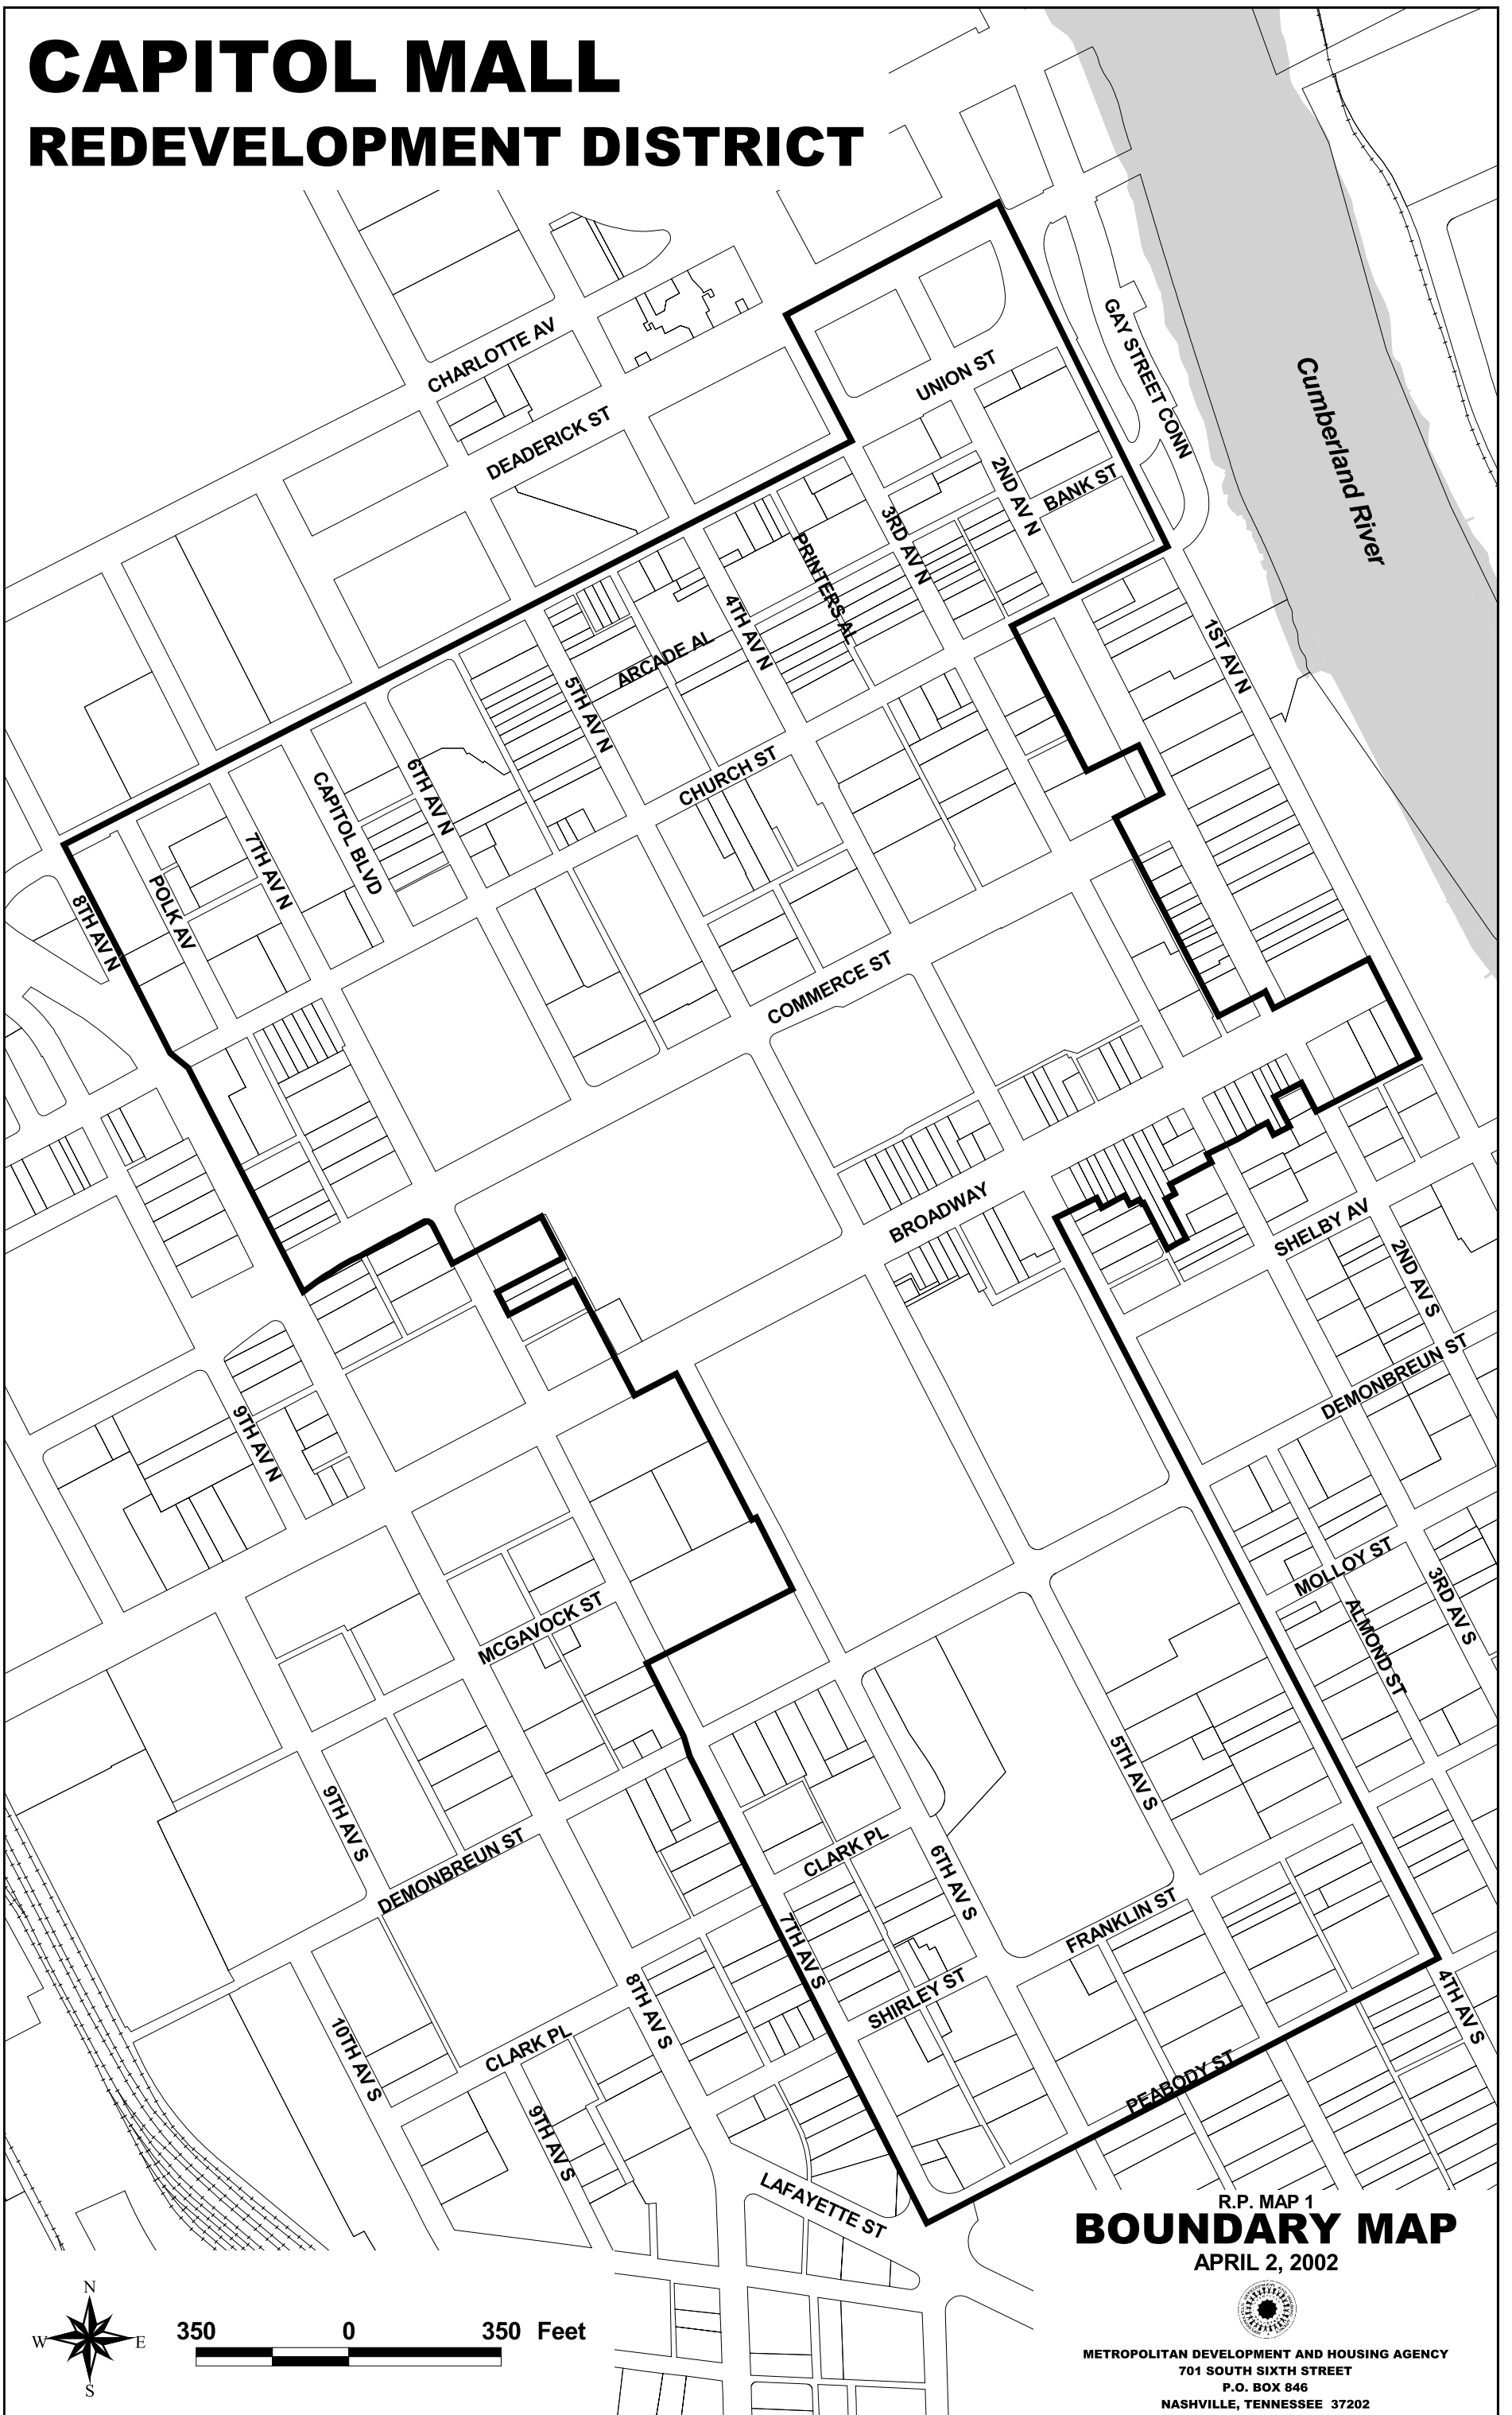 CAPITOL MALL
REDEVELOPMENT DISTRICT
CHARLOTTE AV
DEADERICK ST
UNION ST
GAY STREET CONN
Cumberland River
2ND AV N
BANK ST
3RD AV N
PRINTERS AL
4TH AV N
ARCADE AL
1ST AV N
5TH AV N
CHURCH ST
6TH AV N
CAPITOL BLVD
7TH AV N
POLK AV
8TH AV N
COMMERCE ST
BROADWAY
SHELBY AV
2ND AV S
DEMONBREUN ST
9TH AV N
MOLLOY ST
ALMOND ST
3RD AV S
MCGAVOCK ST
5TH AV S
9TH AV S
DEMONBREUN ST
CLARK PL
6TH AV S
FRANKLIN ST
7TH AV S
SHIRLEY ST
8TH AV S
4TH AV S
10TH AV S
CLARK PL
PEABODY ST
9TH AV S
LAFAYETTE ST
R.P. MAP 1
BOUNDARY MAP
APRIL 2, 2002
METROPOLITAN DEVELOPMENT AND HOUSING AGENCY
701 SOUTH SIXTH STREET
P.O. BOX 846
NASHVILLE, TENNESSEE 37202
N
W E
S
350 0 350 Feet